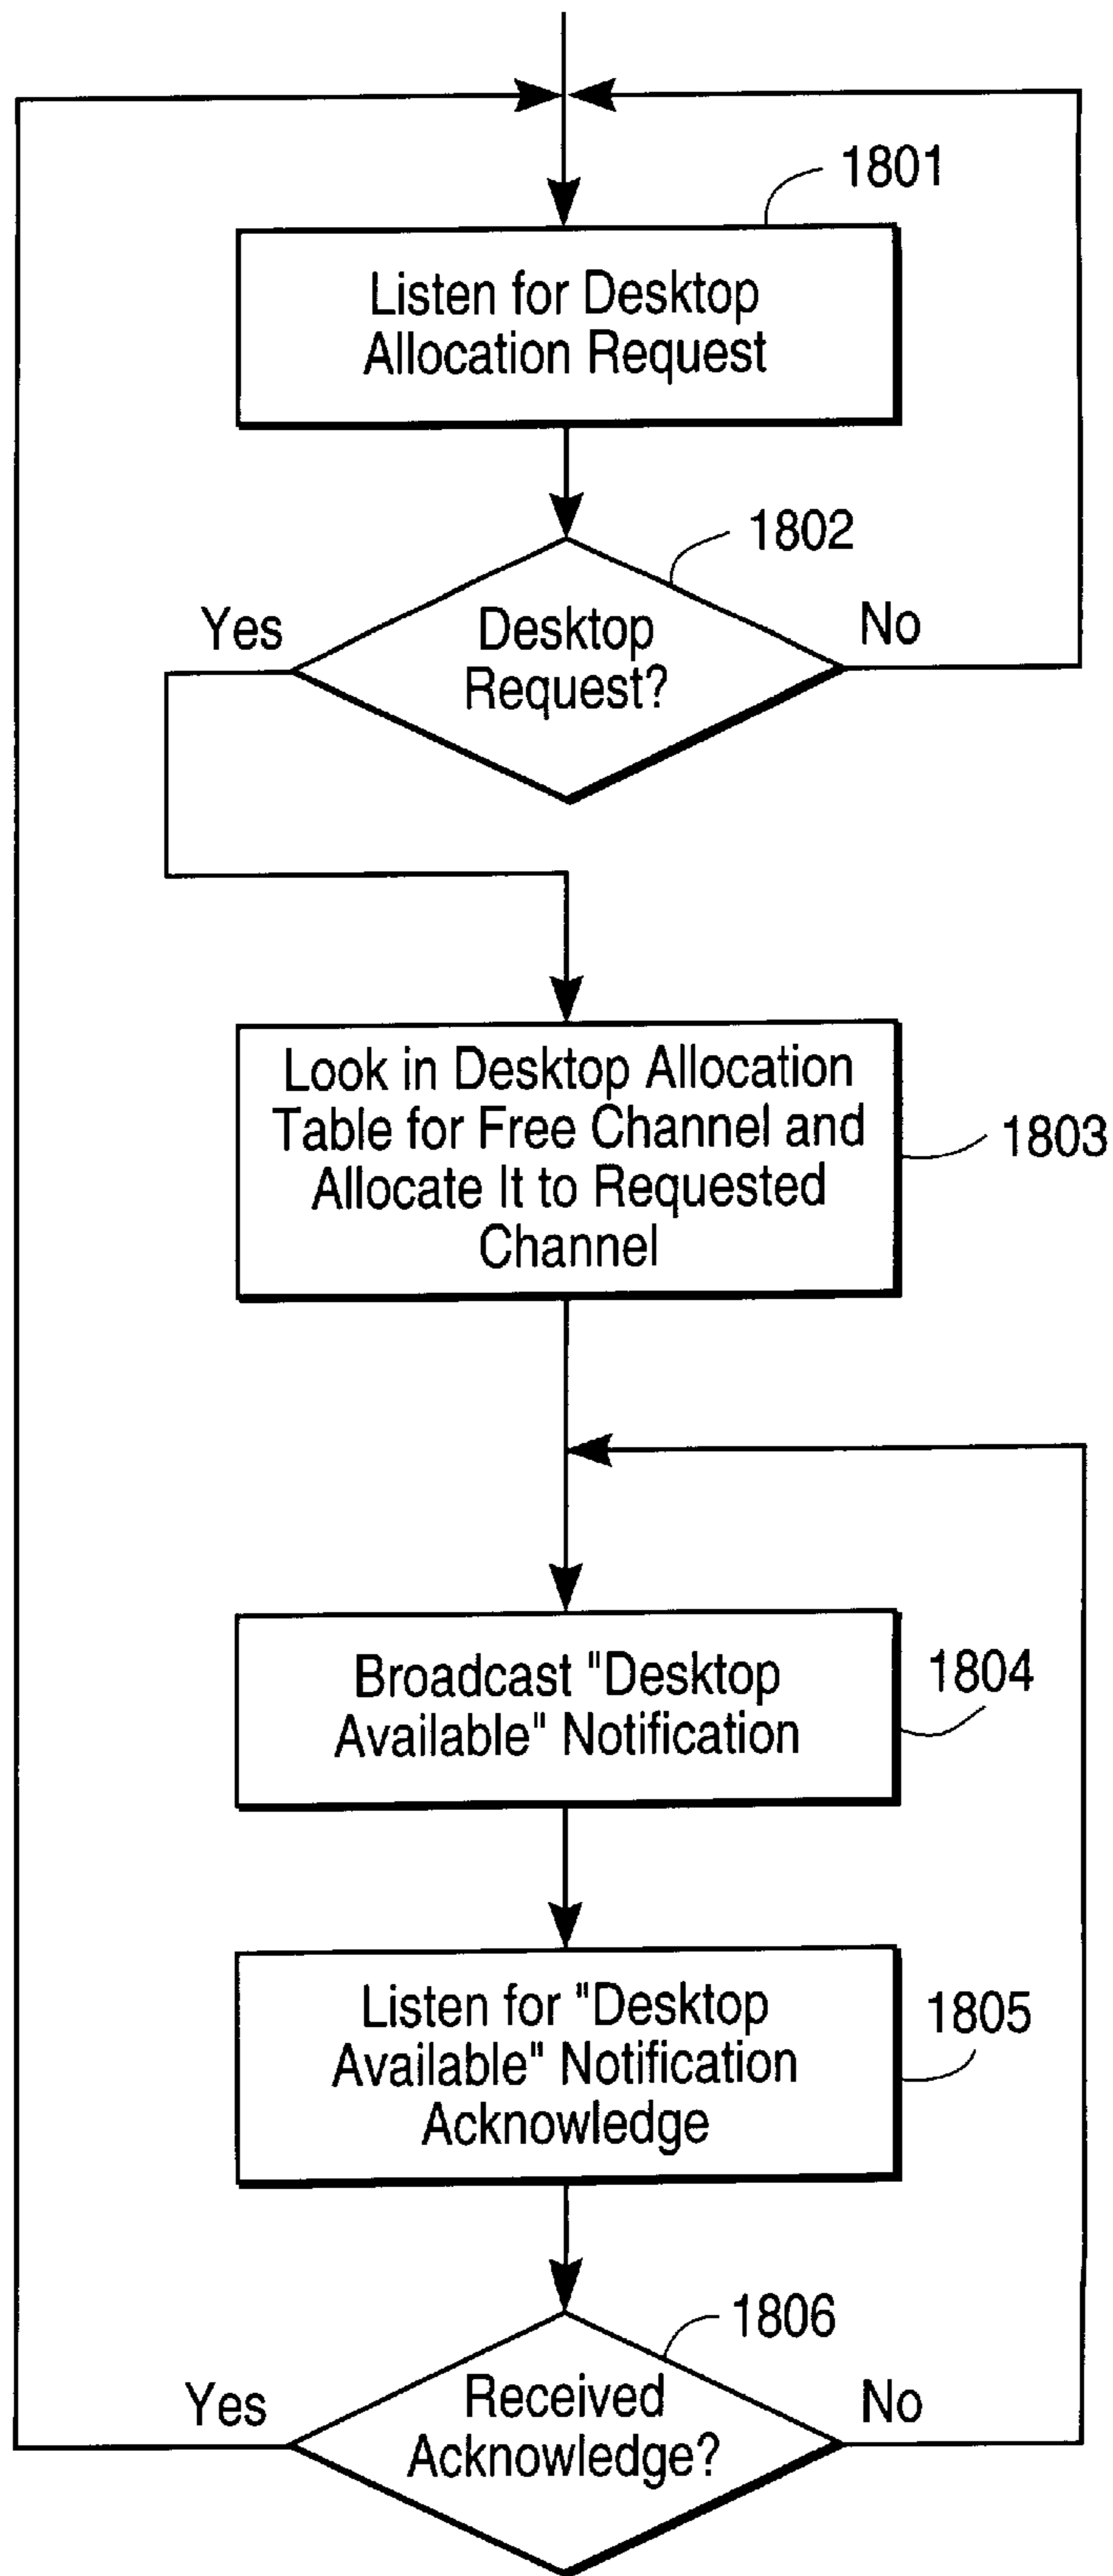 1801
Listen for Desktop
Allocation Request
1802
Yes
Desktop
Request?
No
Look in Desktop Allocation
Table for Free Channel and
Allocate It to Requested
Channel
1803
Broadcast "Desktop
Available" Notification
1804
Listen for "Desktop
Available" Notification
Acknowledge
1805
1806
Yes
Received
Acknowledge?
No